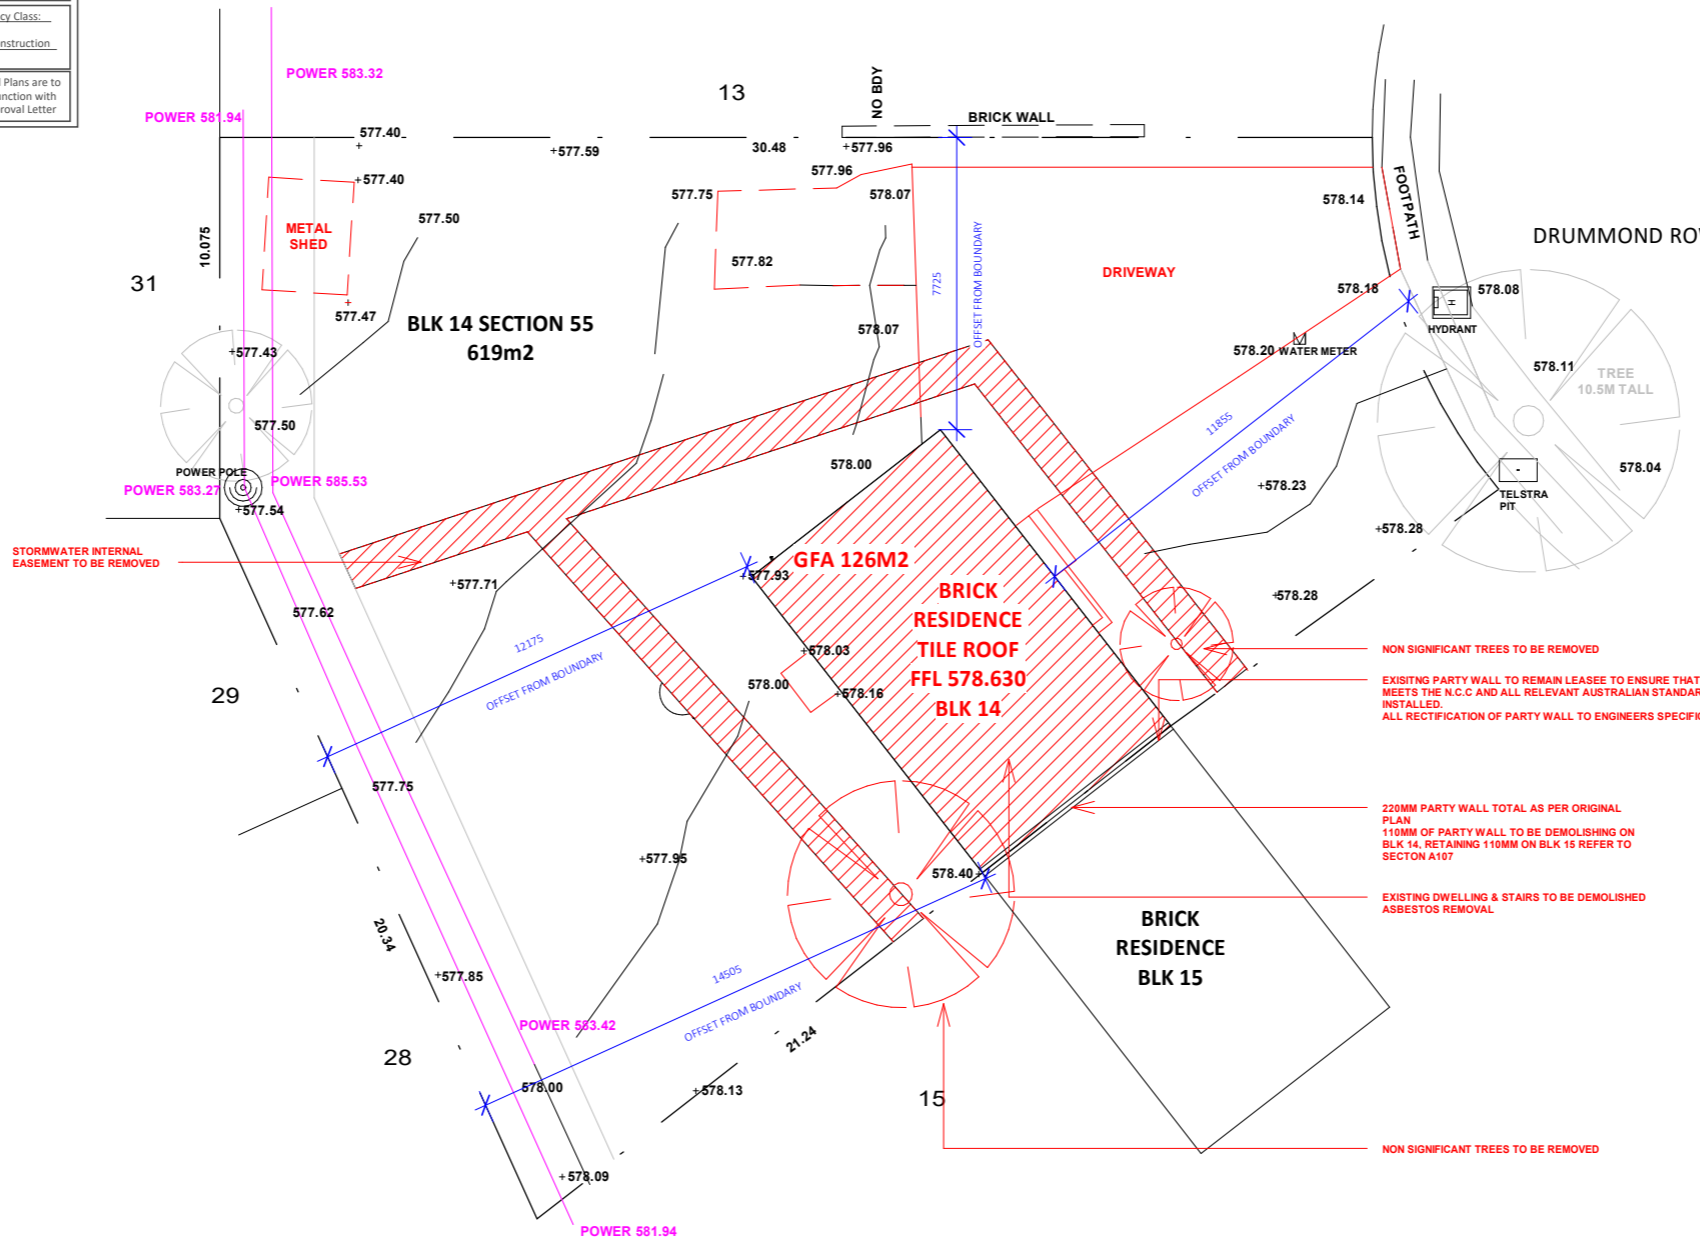 cy Class:
nstruction
l Plans are to
unction with
roval Letter
POWER 583.32
POWER 581.94
13
NO BDY
BRICK WALL
577.40
+577.59
30.48
+577.96
+577.40
577.96
577.75
578.07
578.14
FOOTPATH
577.50
METAL
SHED
10.075
DRUMMOND ROW
577.82
7725
OFFSET FROM BOUNDARY
DRIVEWAY
31
578.18
578.08
577.47
HYDRANT
BLK 14 SECTION 55
619m2
578.07
578.20
WATER METER
+577.43
578.11
TREE
10.5M TALL
577.50
11855
OFFSET FROM BOUNDARY
578.00
578.04
POWER POLE
POWER 583.27
POWER 585.53
+578.23
TELSTRA
PIT
+577.54
+578.28
STORMWATER INTERNAL
EASEMENT TO BE REMOVED
GFA 126M2
+577.93
+577.71
BRICK
RESIDENCE
TILE ROOF
FFL 578.630
BLK 14
+578.28
577.62
12175
OFFSET FROM BOUNDARY
+578.03
578.00
+578.16
NON SIGNIFICANT TREES TO BE REMOVED
EXISITNG PARTY WALL TO REMAIN LEASEE TO ENSURE THAT
MEETS THE N.C.C AND ALL RELEVANT AUSTRALIAN STANDAR
INSTALLED.
ALL RECTIFICATION OF PARTY WALL TO ENGINEERS SPECIFIC
29
577.75
220MM PARTY WALL TOTAL AS PER ORIGINAL
PLAN
110MM OF PARTY WALL TO BE DEMOLISHING ON
BLK 14, RETAINING 110MM ON BLK 15 REFER TO
SECTON A107
+577.95
578.40+
EXISTING DWELLING & STAIRS TO BE DEMOLISHED
ASBESTOS REMOVAL
20.34
BRICK
RESIDENCE
BLK 15
+577.85
14505
OFFSET FROM BOUNDARY
POWER 583.42
21.24
28
578.00
+578.13
15
NON SIGNIFICANT TREES TO BE REMOVED
+578.09
POWER 581.94